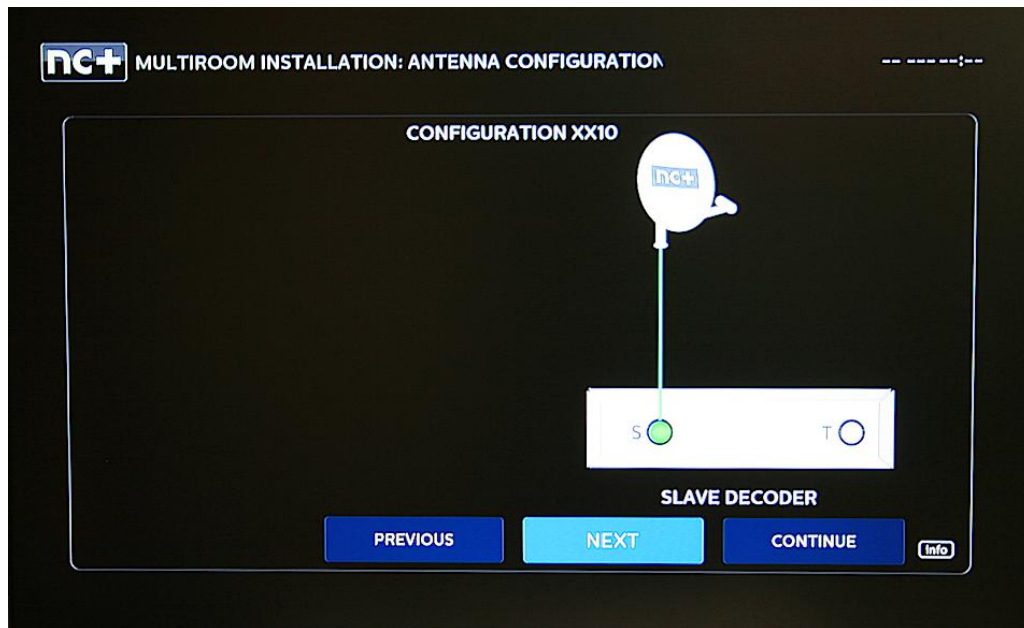 nc+ MULTIROOM INSTALLATION: ANTENNA CONFIGURATION -- --- --:--
CONFIGURATION XX10
nc+
S T
SLAVE DECODER
PREVIOUS NEXT CONTINUE info